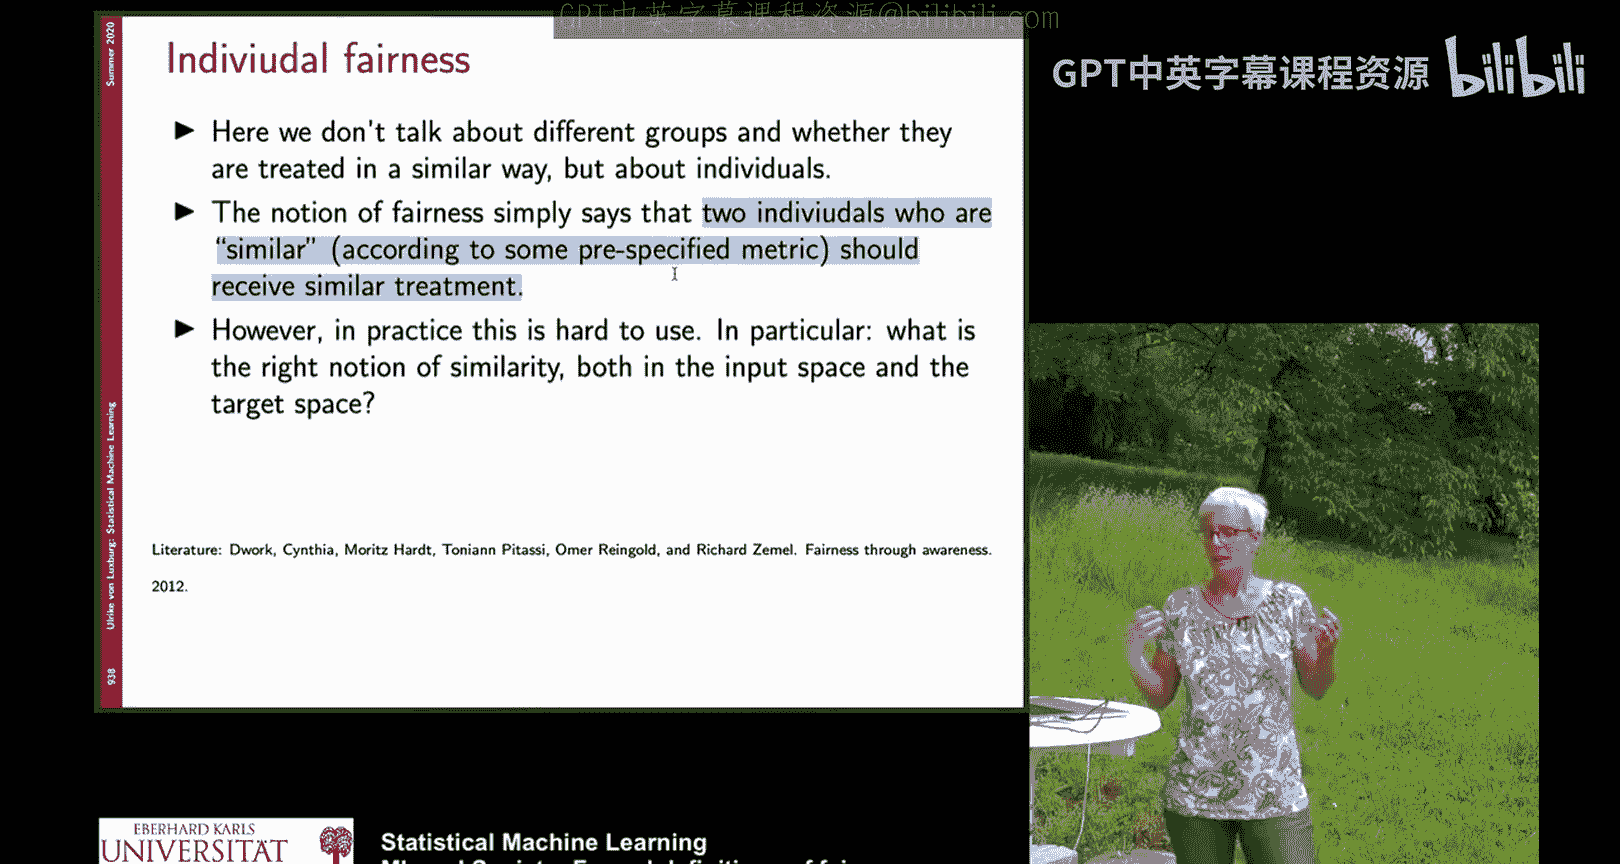 GPT中英字幕课程资源@bilibili.com
GPT中英字幕课程资源 bilibili
Summer 2020
Indiviudal fairness
► Here we don't talk about different groups and whether they
are treated in a similar way, but about individuals.
► The notion of fairness simply says that two indiviudals who are
“similar” (according to some pre-specified metric) should
receive similar treatment.
► However, in practice this is hard to use. In particular: what is
the right notion of similarity, both in the input space and the
target space?
Literature: Dwork, Cynthia, Moritz Hardt, Toniann Pitassi, Omer Reingold, and Richard Zemel. Fairness through awareness.
2012.
Ulrike von Luxburg: Statistical Machine Learning
938
EBERHARD KARLS
UNIVERSITÄT
Statistical Machine Learning